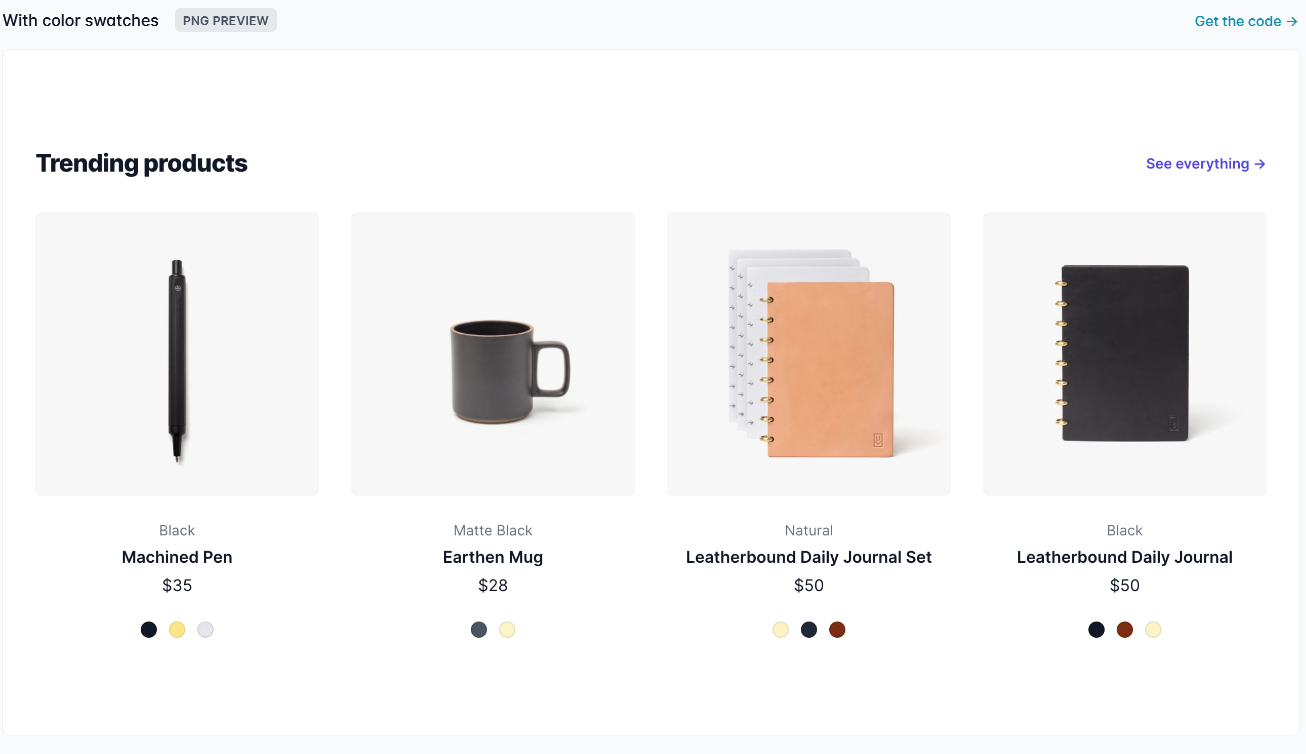 With color swatches
PNG PREVIEW
Get the code →
Trending products
See everything →
Black
Machined Pen
$35
Matte Black
Earthen Mug
$28
Natural
Leatherbound Daily Journal Set
$50
Black
Leatherbound Daily Journal
$50